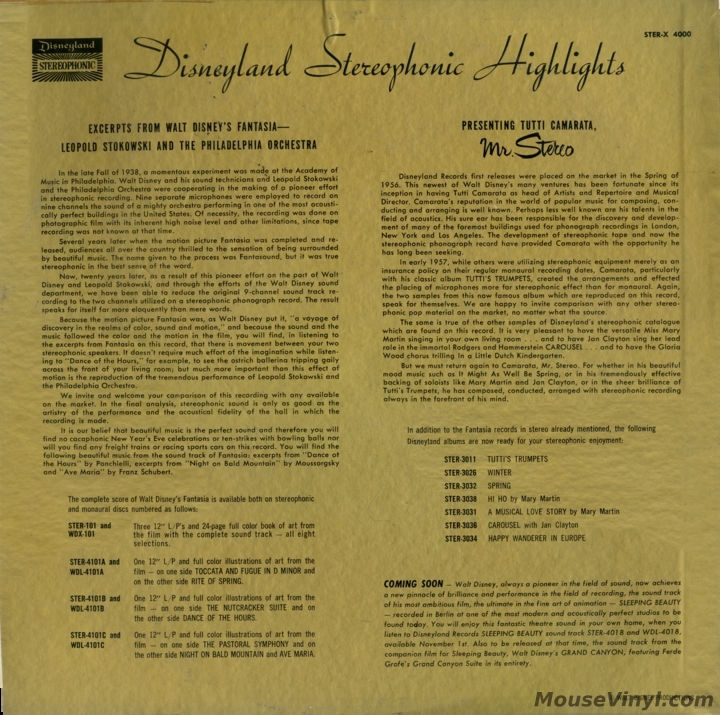 Disneyland
STEREOPHONIC
STER-X 4000
Disneyland Stereophonic Highlights
EXCERPTS FROM WALT DISNEY'S FANTASIA—
LEOPOLD STOKOWSKI AND THE PHILADELPHIA ORCHESTRA
In the late Fall of 1938, a momentous experiment was made at the Academy of
Music in Philadelphia. Walt Disney and his sound technicians and Leopold Stokowski
and the Philadelphia Orchestra were cooperating in the making of a pioneer effort
in stereophonic recording. Nine separate microphones were employed to record on
nine channels the sound of a mighty orchestra performing in one of the most acousti-
cally perfect buildings in the United States. Of necessity, the recording was done on
photographic film with its inherent high noise level and other limitations, since tape
recording was not known at that time.
Several years later when the motion picture Fantasia was completed and re-
leased, audiences all over the country thrilled to the sensation of being surrounded
by beautiful music. The name given to the process was Fantasound, but it was true
stereophonic in the best sense of the word.
Now, twenty years later, as a result of this pioneer effort on the part of Walt
Disney and Leopold Stokowski, and through the efforts of the Walt Disney sound
department, we have been able to reduce the original 9-channel sound track re-
cording to the two channels utilized on a stereophonic phonograph record. The result
speaks for itself far more eloquently than mere words.
Because the motion picture Fantasia was, as Walt Disney put it, "a voyage of
discovery in the realms of color, sound and motion," and because the sound and the
music followed the color and the motion in the film, you will find, in listening to
the excerpts from Fantasia on this record, that there is movement between your two
stereophonic speakers. It doesn't require much effort of the imagination while listen-
ing to "Dance of the Hours," for example, to see the ostrich ballerina tripping gaily
across the front of your living room; but much more important than this effect of
motion is the reproduction of the tremendous performance of Leopold Stokowski and
the Philadelphia Orchestra.
We invite and welcome your comparison of this recording with any available
on the market. In the final analysis, stereophonic sound is only as good as the
artistry of the performance and the acoustical fidelity of the hall in which the
recording is made.
It is our belief that beautiful music is the perfect sound and therefore you will
find no cacophonic New Year's Eve celebrations or ten-strikes with bowling balls nor
will you find any freight trains or racing sports cars on this record. You will find the
following beautiful music from the sound track of Fantasia: excerpts from "Dance of
the Hours" by Ponchielli, excerpts from "Night on Bald Mountain" by Moussorgsky
and "Ave Maria" by Franz Schubert.
The complete score of Walt Disney's Fantasia is available both on stereophonic
and monaural discs numbered as follows:
STER-101 and Three 12" L/P's and 24-page full color book of art from
WDX-101 the film with the complete sound track — all eight
selections.
STER-4101A and One 12" L/P and full color illustrations of art from the
WDL-4101A film — on one side TOCCATA AND FUGUE IN D MINOR and
on the other side RITE OF SPRING.
STER-4101B and One 12" L/P and full color illustrations of art from the
WDL-4101B film — on one side THE NUTCRACKER SUITE and on
the other side DANCE OF THE HOURS.
STER-4101C and One 12" L/P and full color illustrations of art from the
WDL-4101C film — on one side THE PASTORAL SYMPHONY and on
the other side NIGHT ON BALD MOUNTAIN and AVE MARIA.
PRESENTING TUTTI CAMARATA,
Mr. Stereo
Disneyland Records first releases were placed on the market in the Spring of
1956. This newest of Walt Disney's many ventures has been fortunate since its
inception in having Tutti Camarata as head of Artists and Repertoire and Musical
Director. Camarata's reputation in the world of music for composing, con-
ducting and arranging is well known. Perhaps less well known are his talents in the
field of acoustics. His sure ear has been responsible for the discovery and develop-
ment of many of the foremost buildings used for phonograph recordings in London,
New York and Los Angeles. The development of stereophonic tape and now the
stereophonic phonograph record have provided Camarata with the opportunity he
has long been seeking.
In early 1957, while others were utilizing stereophonic equipment merely as an
insurance policy on their regular monaural recording dates, Camarata, particularly
with his classic album TUTTI'S TRUMPETS, created the arrangements and effected
the placing of microphones more for stereophonic effect than for monaural. Again,
the two samples from this now famous album which are reproduced on this record,
speak for themselves. We are happy to invite comparison with any other stereo-
phonic pop material on the market, no matter what the source.
The same is true of the other samples of Disneyland's stereophonic catalogue
which are found on this record. It is very pleasant to have the versatile Miss Mary
Martin singing in your own living room . . . and to have Jan Clayton sing her lead
role in the immortal Rodgers and Hammerstein CAROUSEL . . . and to have the Gloria
Wood chorus trilling In a Little Dutch Kindergarten.
But we must return again to Camarata, Mr. Stereo. For whether in his beautiful
mood music such as It Might As Well Be Spring, or in his tremendously effective
backing of soloists like Mary Martin and Jan Clayton, or in the sheer brilliance of
Tutti's Trumpets, he has composed, conducted, arranged with stereophonic recording
always in the forefront of his mind.
In addition to the Fantasia records in stereo already mentioned, the following
Disneyland albums are now ready for your stereophonic enjoyment:
STER-3011 TUTTI'S TRUMPETS
STER-3026 WINTER
STER-3032 SPRING
STER-3038 HI HO by Mary Martin
STER-3031 A MUSICAL LOVE STORY by Mary Martin
STER-3036 CAROUSEL with Jan Clayton
STER-3034 HAPPY WANDERER IN EUROPE
COMING SOON — Walt Disney, always a pioneer in the field of sound, now achieves
a new pinnacle of brilliance and performance in the field of recording, the sound track
of his most ambitious film, the ultimate in the fine art of animation — SLEEPING BEAUTY
— recorded in Berlin at one of the most modern and acoustically perfect studios to be
found today. You will enjoy this fantastic theatre sound in your own home, when you
listen to Disneyland Records SLEEPING BEAUTY sound track STER-4018 and WDL-4018,
available November 1st. Also to be released at that time, the sound track from the
companion film for Sleeping Beauty, Walt Disney's GRAND CANYON, featuring Ferde
Grofe's Grand Canyon Suite in its entirety.
WALT DISNEY PRODUCTIONS
MouseVinyl.com